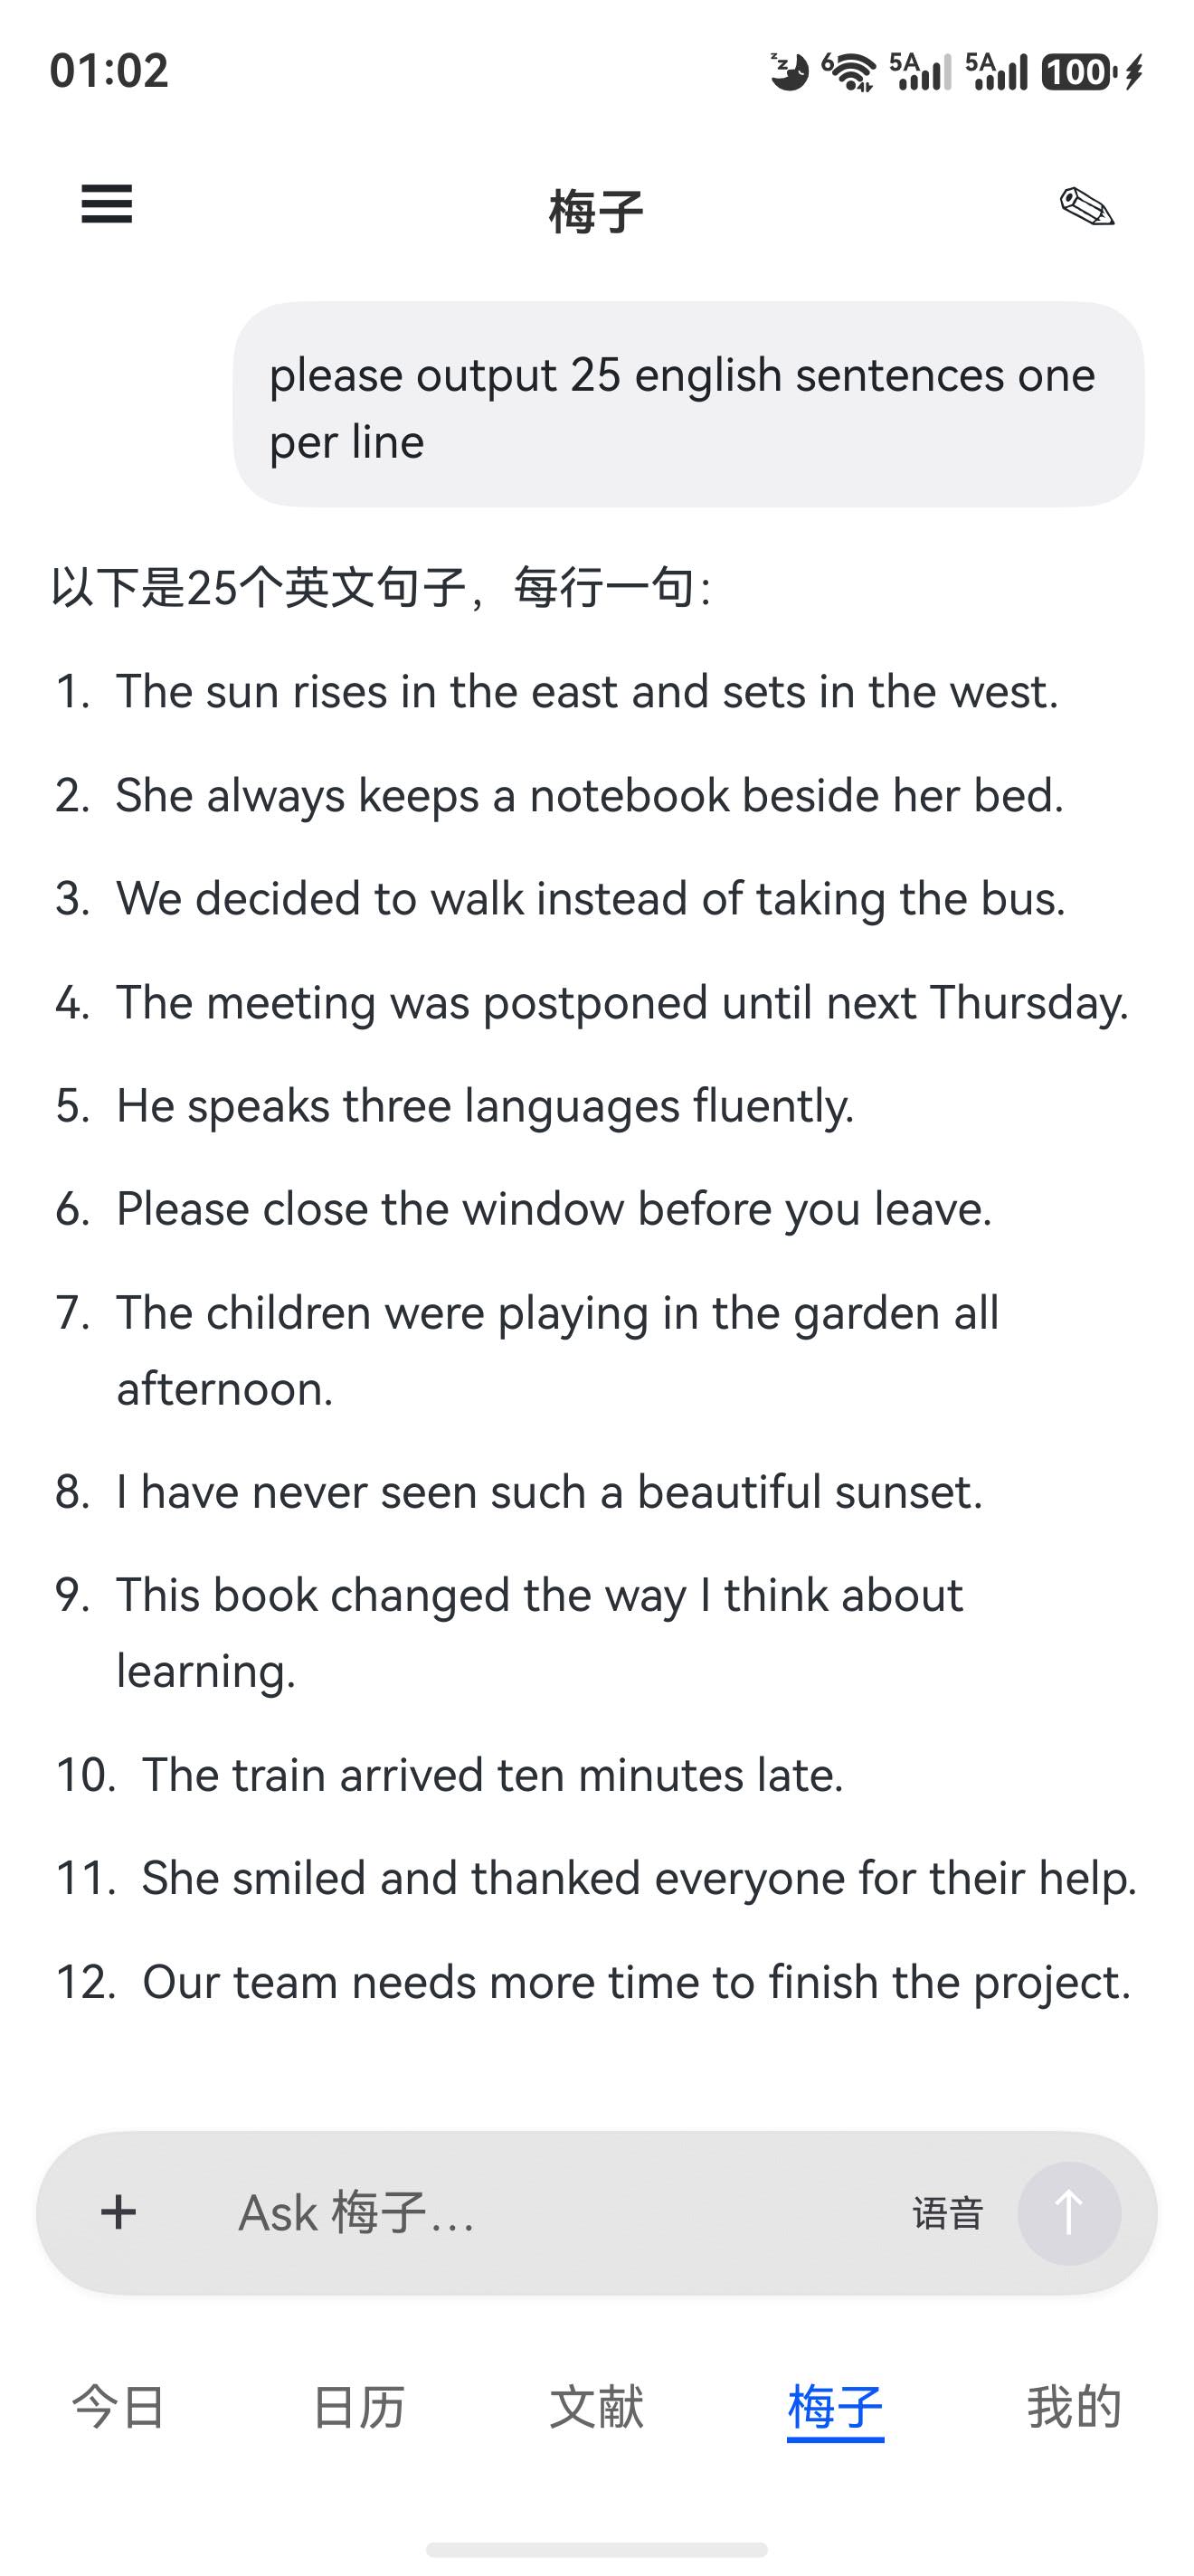 01:02
6 5A 5A 100
梅子
please output 25 english sentences one
per line
以下是25个英文句子，每行一句：
1. The sun rises in the east and sets in the west.
2. She always keeps a notebook beside her bed.
3. We decided to walk instead of taking the bus.
4. The meeting was postponed until next Thursday.
5. He speaks three languages fluently.
6. Please close the window before you leave.
7. The children were playing in the garden all
afternoon.
8. I have never seen such a beautiful sunset.
9. This book changed the way I think about
learning.
10. The train arrived ten minutes late.
11. She smiled and thanked everyone for their help.
12. Our team needs more time to finish the project.
+ Ask 梅子... 语音
今日 日历 文献 梅子 我的